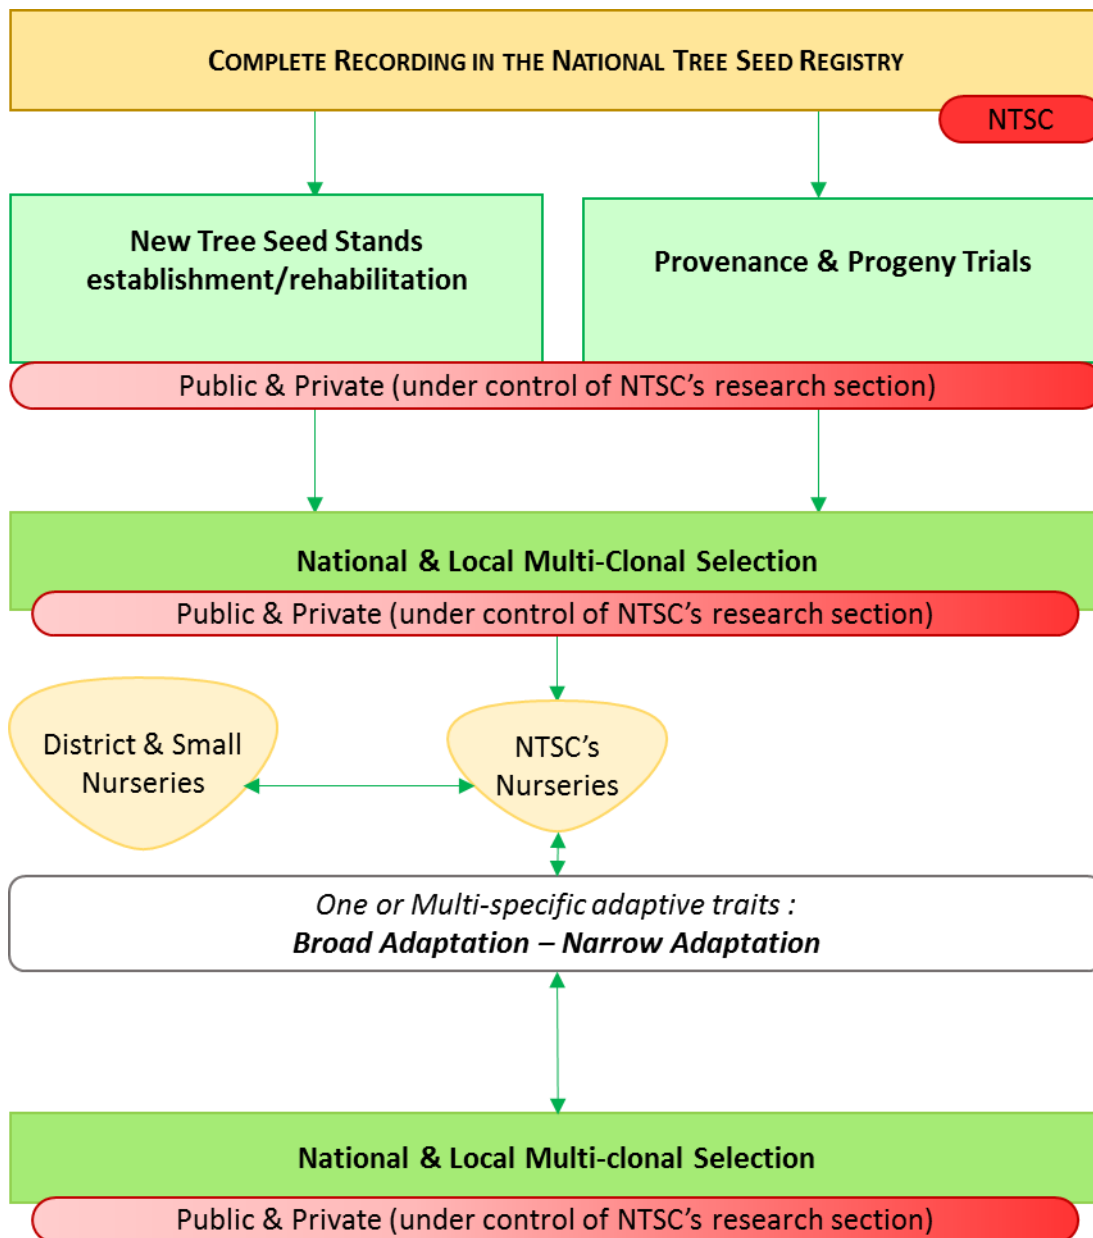 COMPLETE RECORDING IN THE NATIONAL TREE SEED REGISTRY
NTSC
New Tree Seed Stands
establishment/rehabilitation
Provenance & Progeny Trials
Public & Private (under control of NTSC’s research section)
National & Local Multi-Clonal Selection
Public & Private (under control of NTSC’s research section)
District & Small
Nurseries
NTSC’s
Nurseries
One or Multi-specific adaptive traits :
Broad Adaptation – Narrow Adaptation
National & Local Multi-clonal Selection
Public & Private (under control of NTSC’s research section)